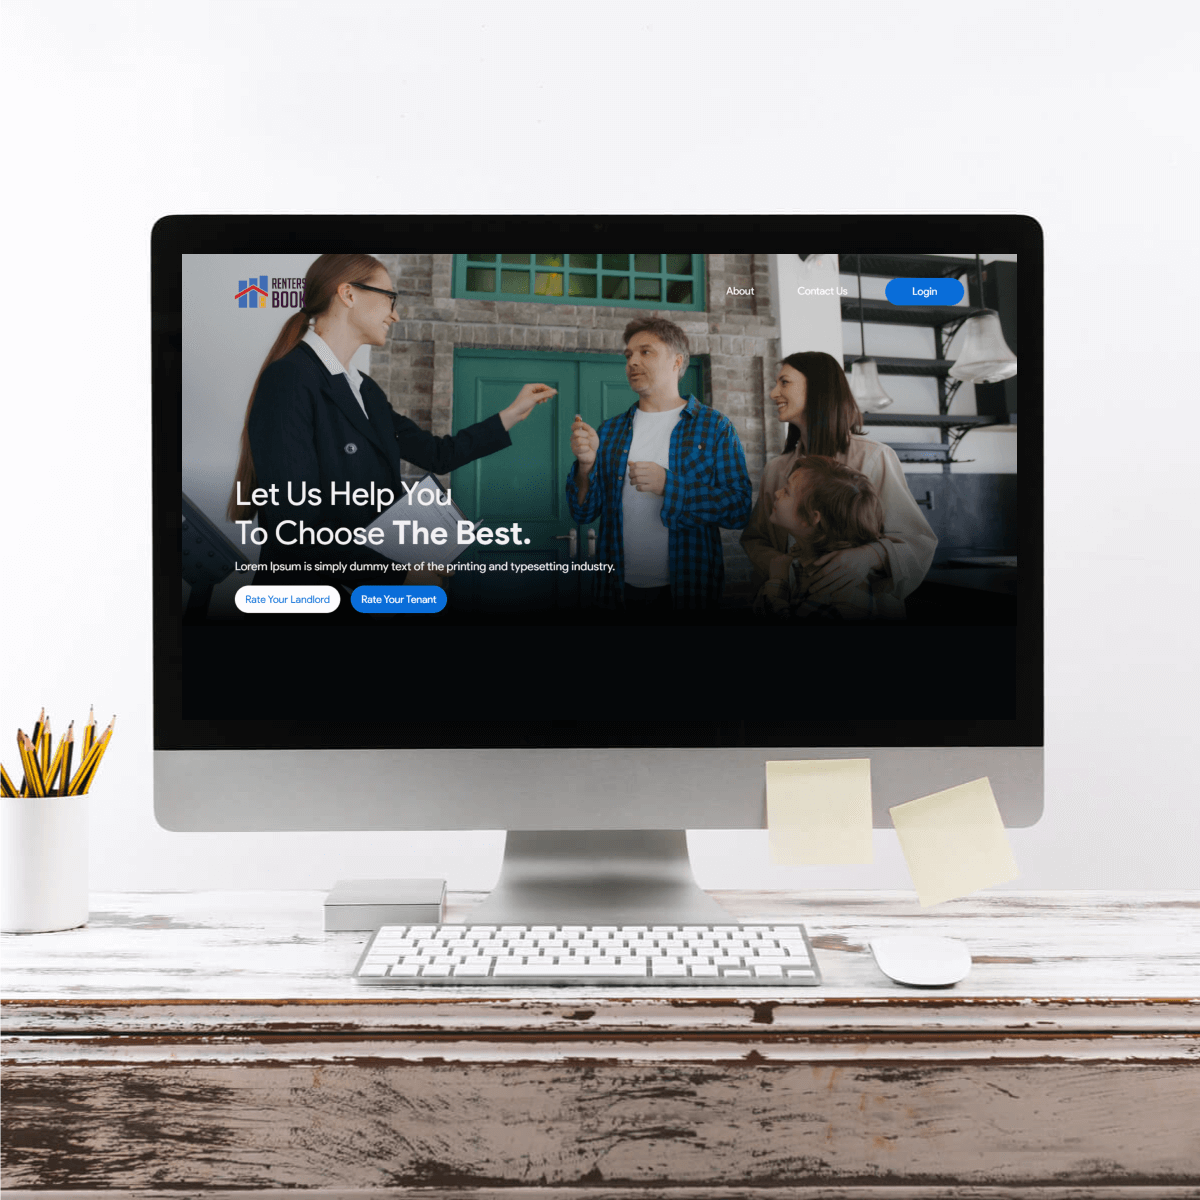 RENTERS
BOOK
About
Contact Us
Login
Let Us Help You
To Choose The Best.
Lorem Ipsum is simply dummy text of the printing and typesetting industry.
Rate Your Landlord
Rate Your Tenant